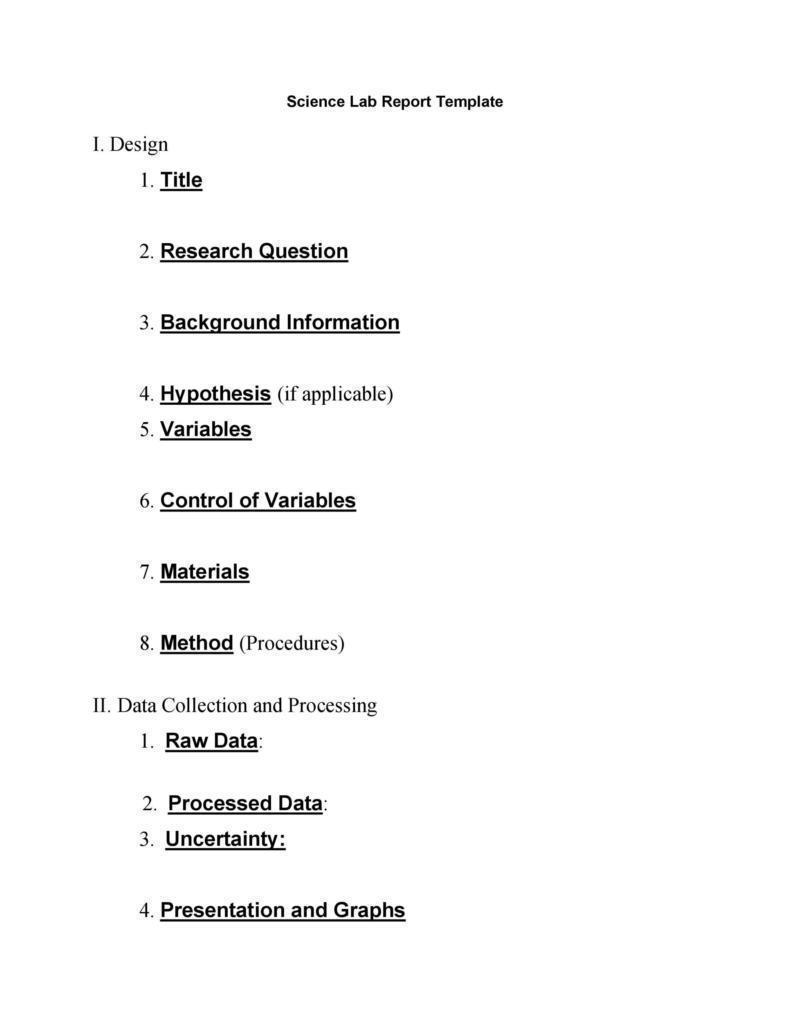 Science Lab Report Template
I. Design
1. Title
2. Research Question
3. Background Information
4. Hypothesis (if applicable)
5. Variables
6. Control of Variables
7. Materials
8. Method (Procedures)
II. Data Collection and Processing
1. Raw Data:
2. Processed Data:
3. Uncertainty:
4. Presentation and Graphs